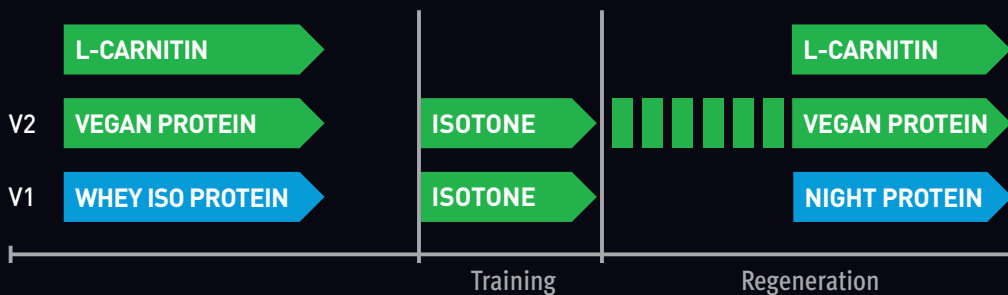 L-CARNITIN L-CARNITIN
V2 VEGAN PROTEIN ISOTONE VEGAN PROTEIN
V1 WHEY ISO PROTEIN ISOTONE NIGHT PROTEIN
Training Regeneration